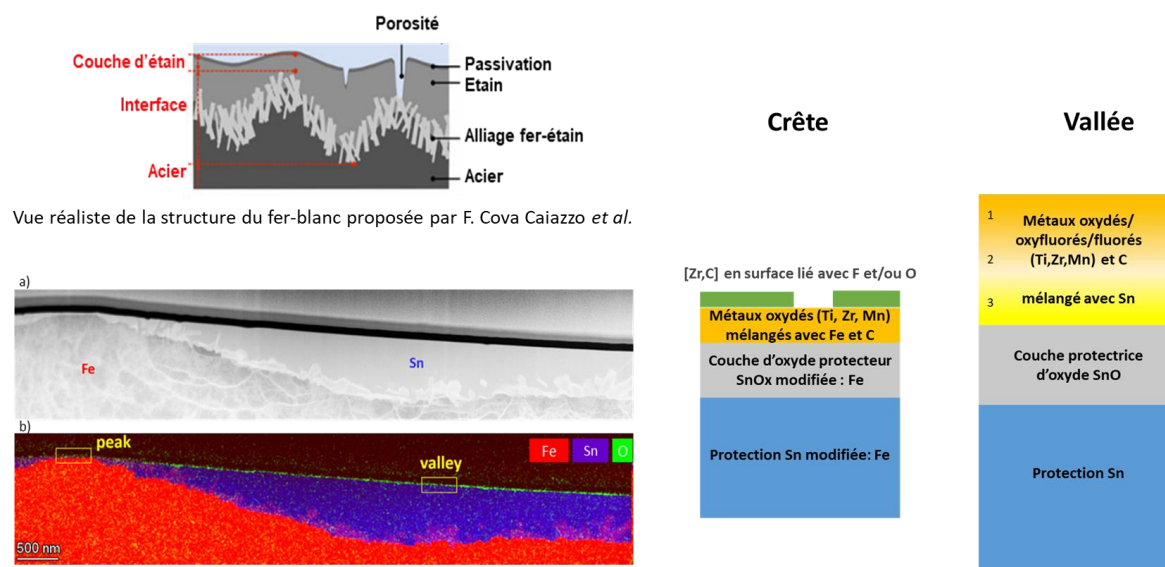 Porosité
Couche d'étain
Interface
Acier
Passivation
Etain
Alliage fer-étain
Acier
Vue réaliste de la structure du fer-blanc proposée par F. Cova Caiazzo et al.
a)
Fe
Sn
b)
peak
valley
Fe
Sn
O
500 nm
Crête
[Zr,C] en surface lié avec F et/ou O
Métaux oxydés (Ti, Zr, Mn)
mélangés avec Fe et C
Couche d'oxyde protecteur
SnOx modifiée : Fe
Protection Sn modifiée: Fe
Vallée
1
Métaux oxydés/
oxyfluorés/fluorés
2
(Ti,Zr,Mn) et C
3
mélangé avec Sn
Couche protectrice
d'oxyde SnO
Protection Sn